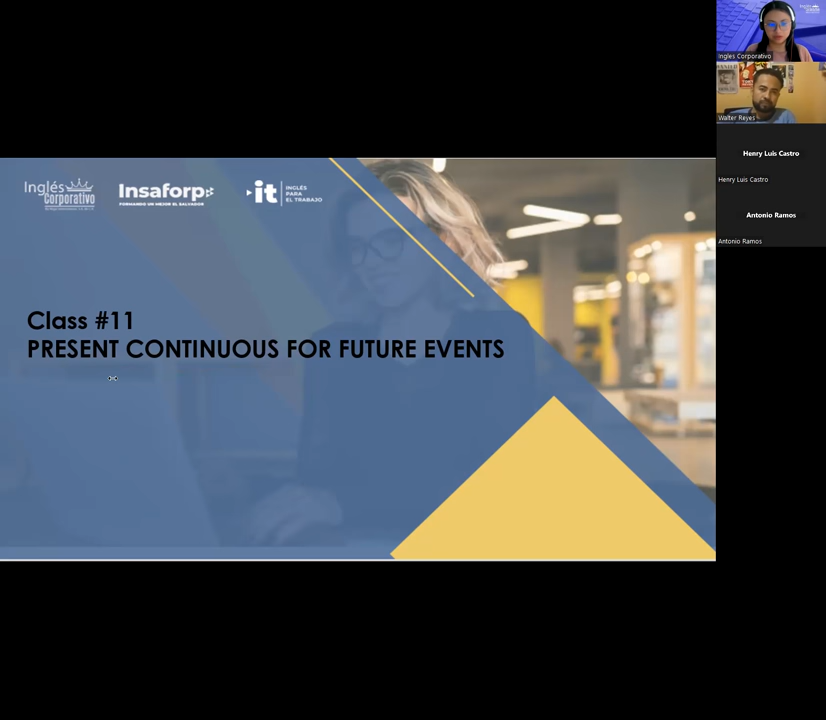 Inglés
Corporativo
Insaforp
FORMANDO UN MEJOR EL SALVADOR
it
INGLÉS
PARA
EL TRABAJO
Class #11
PRESENT CONTINUOUS FOR FUTURE EVENTS
Ingles Corporativo
WANTED
Walter Reyes
Henry Luis Castro
Henry Luis Castro
Antonio Ramos
Antonio Ramos